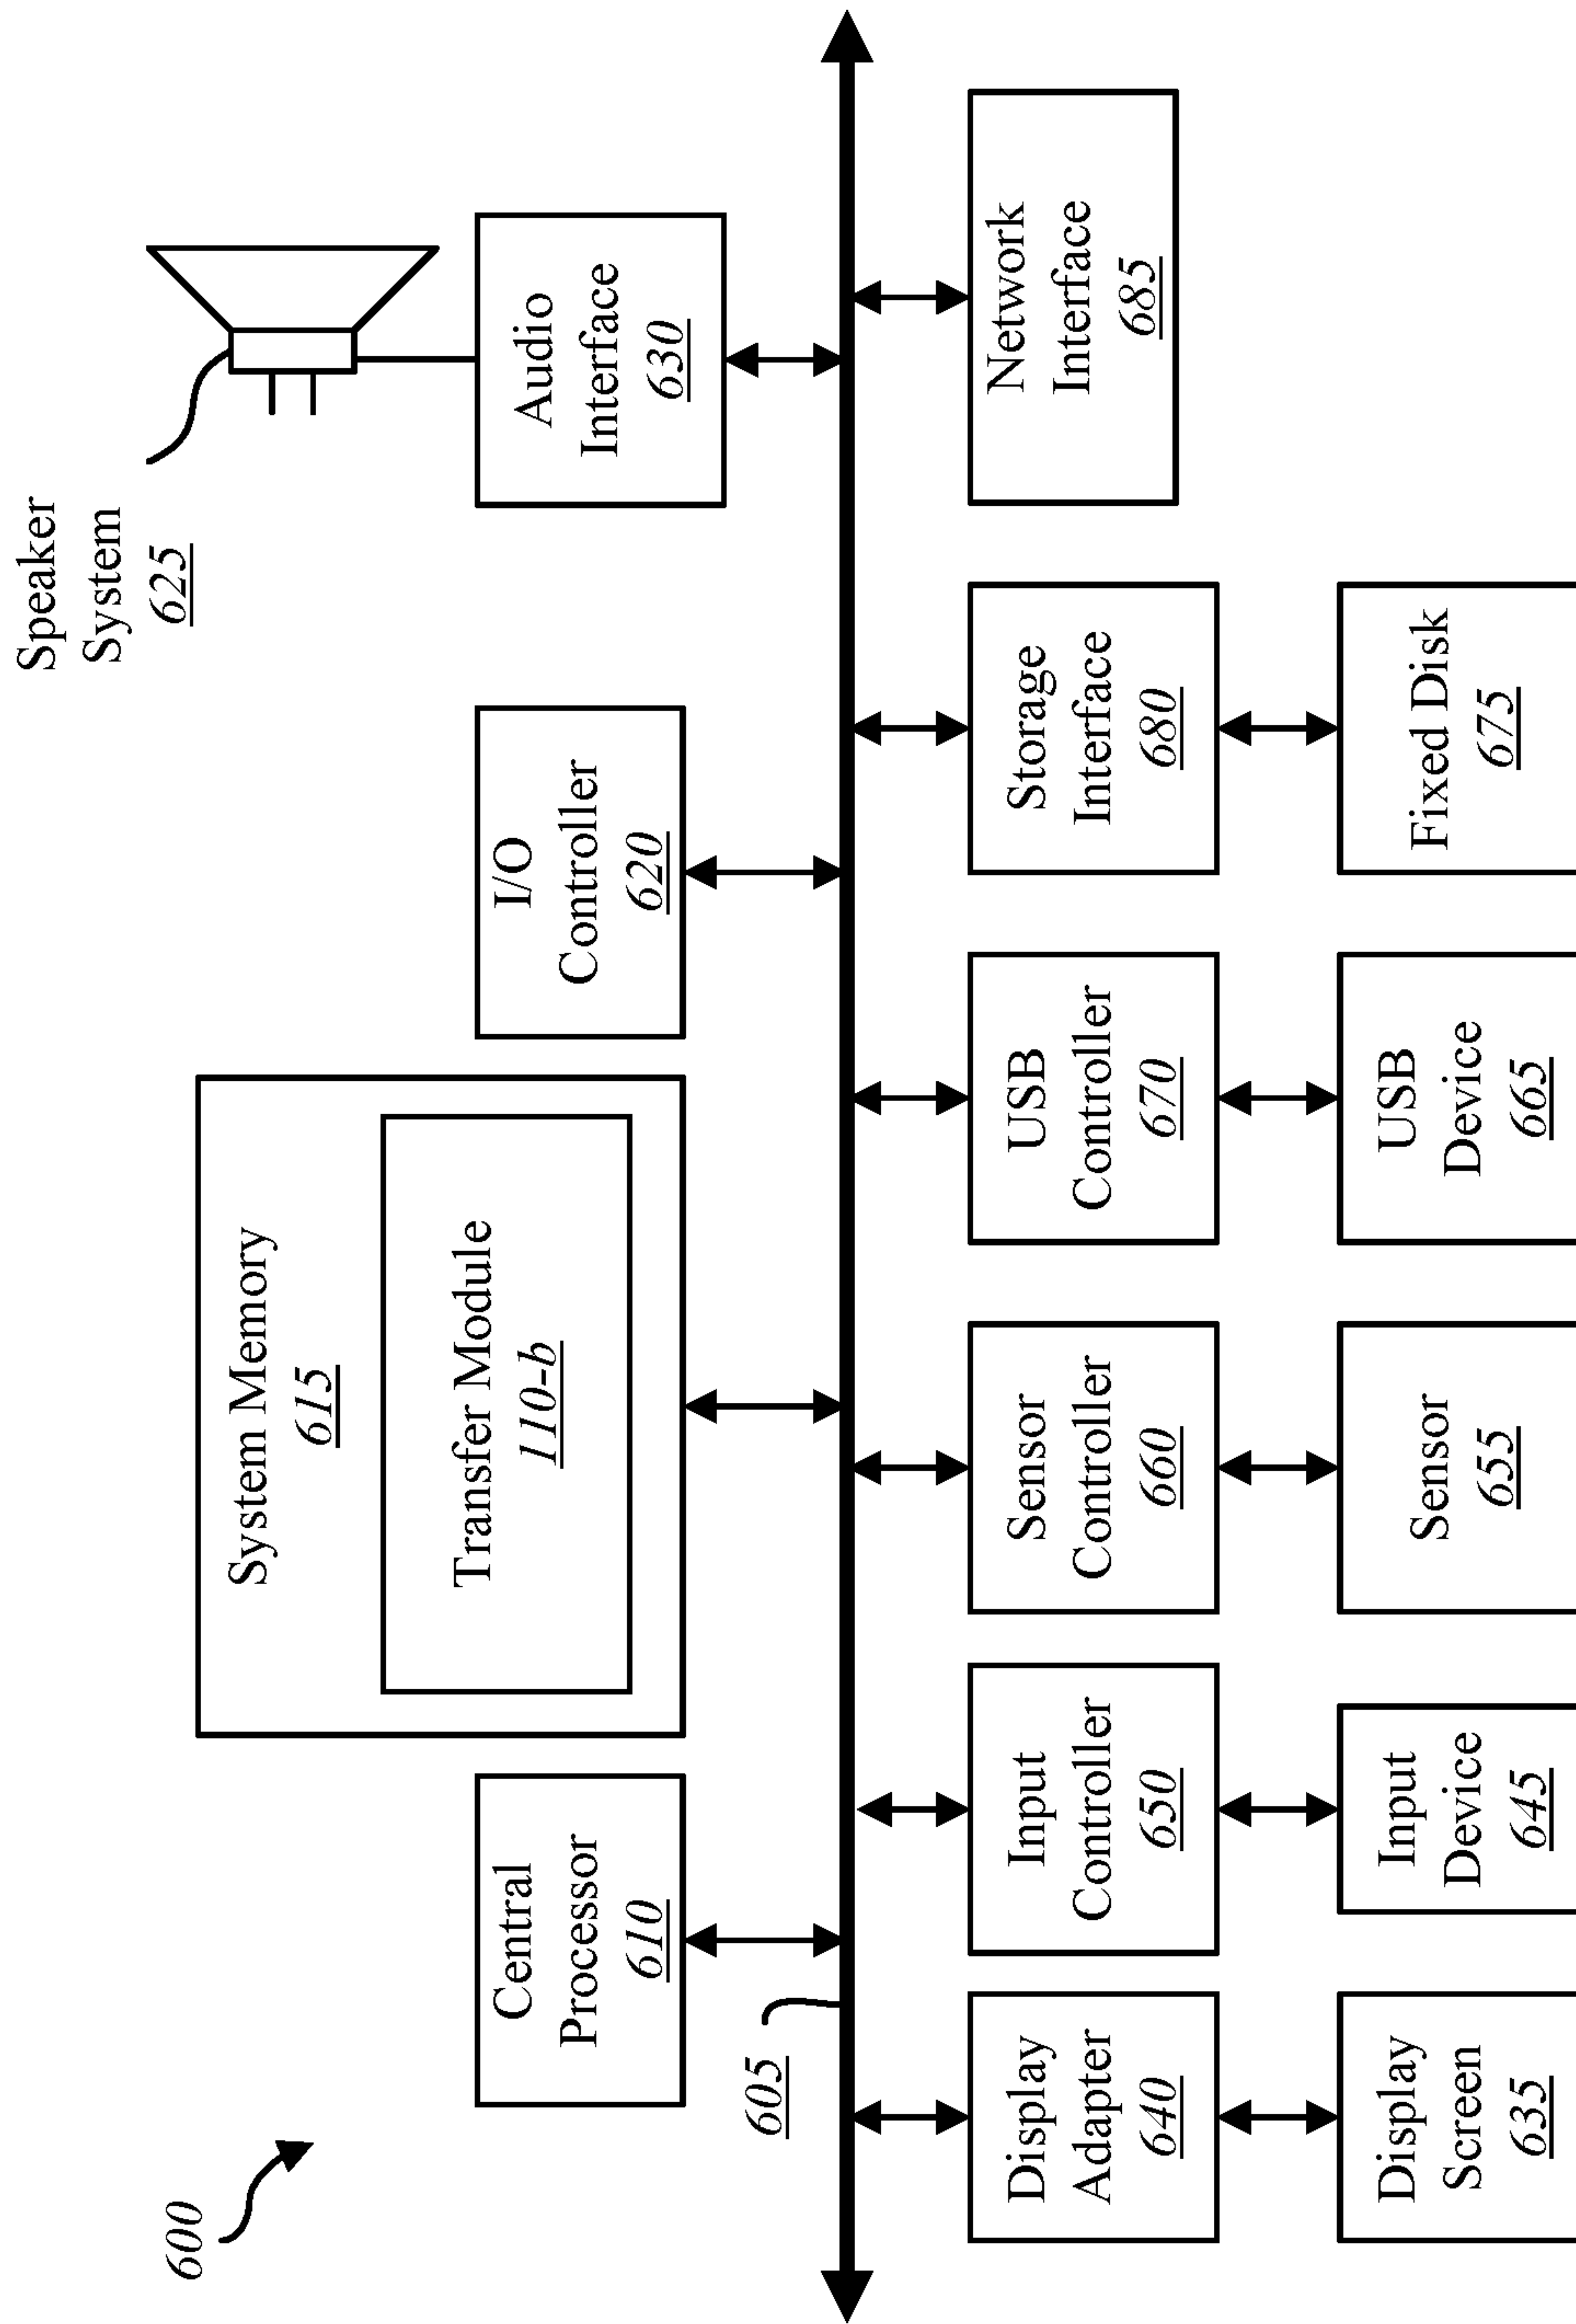 600
Central
Processor
610
System Memory
615
Transfer Module
110-b
I/O
Controller
620
Speaker
System
625
Audio
Interface
630
605
Display
Adapter
640
Input
Controller
650
Sensor
Controller
660
USB
Controller
670
Storage
Interface
680
Network
Interface
685
Display
Screen
635
Input
Device
645
Sensor
655
USB
Device
665
Fixed Disk
675